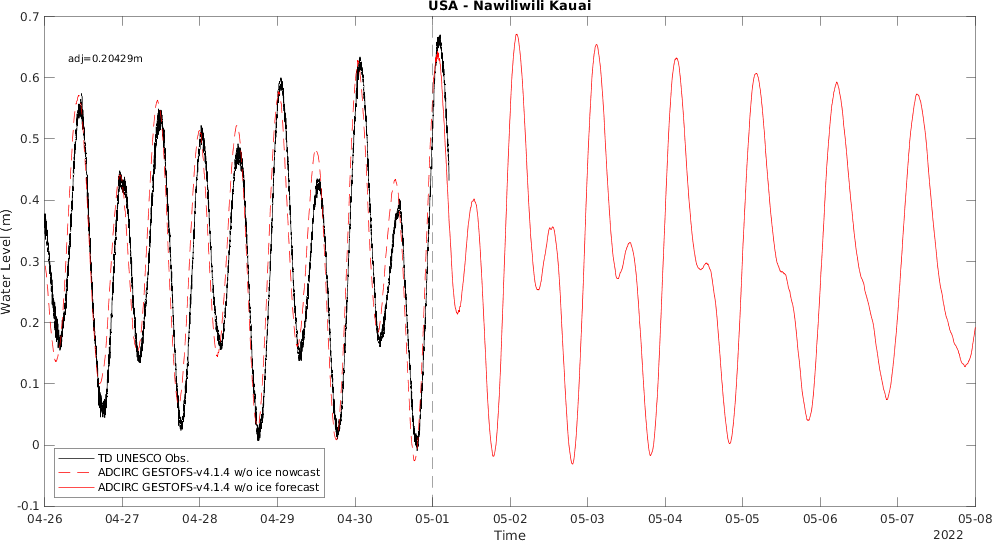 USA - Nawiliwili Kauai
0.7
adj=0.20429m
0.6
0.5
0.4
0.3
0.2
0.1
0
-0.1
Water Level (m)
TD UNESCO Obs.
ADCIRC GESTOFS-v4.1.4 w/o ice nowcast
ADCIRC GESTOFS-v4.1.4 w/o ice forecast
04-26 04-27 04-28 04-29 04-30 05-01 05-02 05-03 05-04 05-05 05-06 05-07 05-08
Time
2022